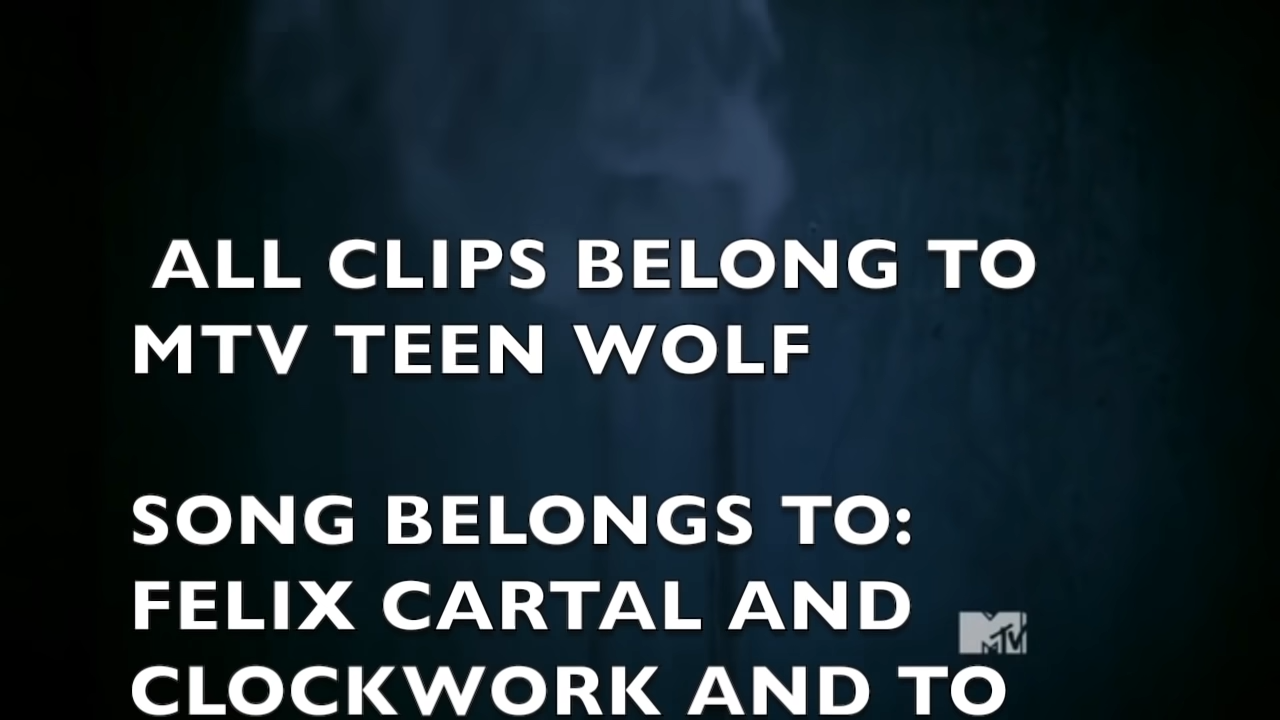 ALL CLIPS BELONG TO
MTV TEEN WOLF
SONG BELONGS TO:
FELIX CARTAL AND
MTV
CLOCKWORK AND TO